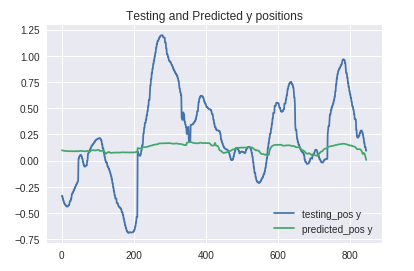 Testing and Predicted y positions
1.25
1.00
0.75
0.50
0.25
0.00
−0.25
−0.50
−0.75
testing_pos y
predicted_pos y
0 200 400 600 800